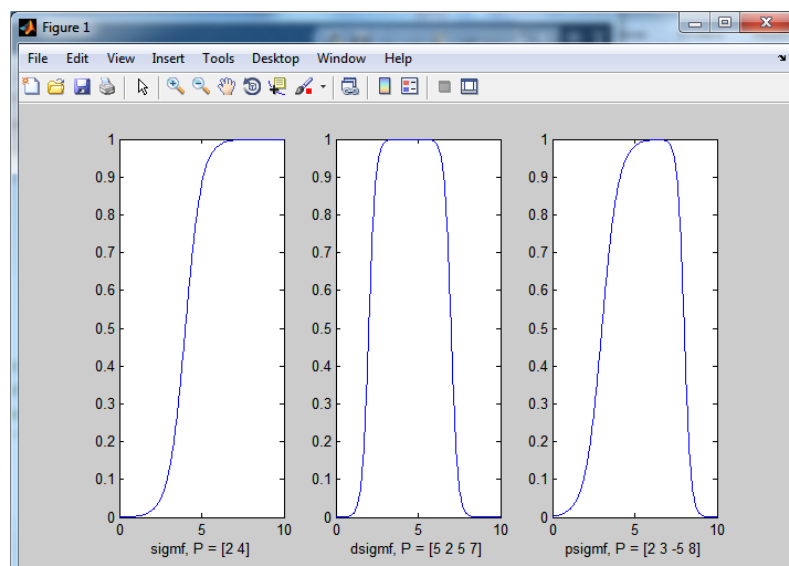 Figure 1
File Edit View Insert Tools Desktop Window Help
1 1 1
0.9 0.9 0.9
0.8 0.8 0.8
0.7 0.7 0.7
0.6 0.6 0.6
0.5 0.5 0.5
0.4 0.4 0.4
0.3 0.3 0.3
0.2 0.2 0.2
0.1 0.1 0.1
0 0 0
0 5 10 0 5 10 0 5 10
sigmf, P = [2 4] dsigmf, P = [5 2 5 7] psigmf, P = [2 3 -5 8]